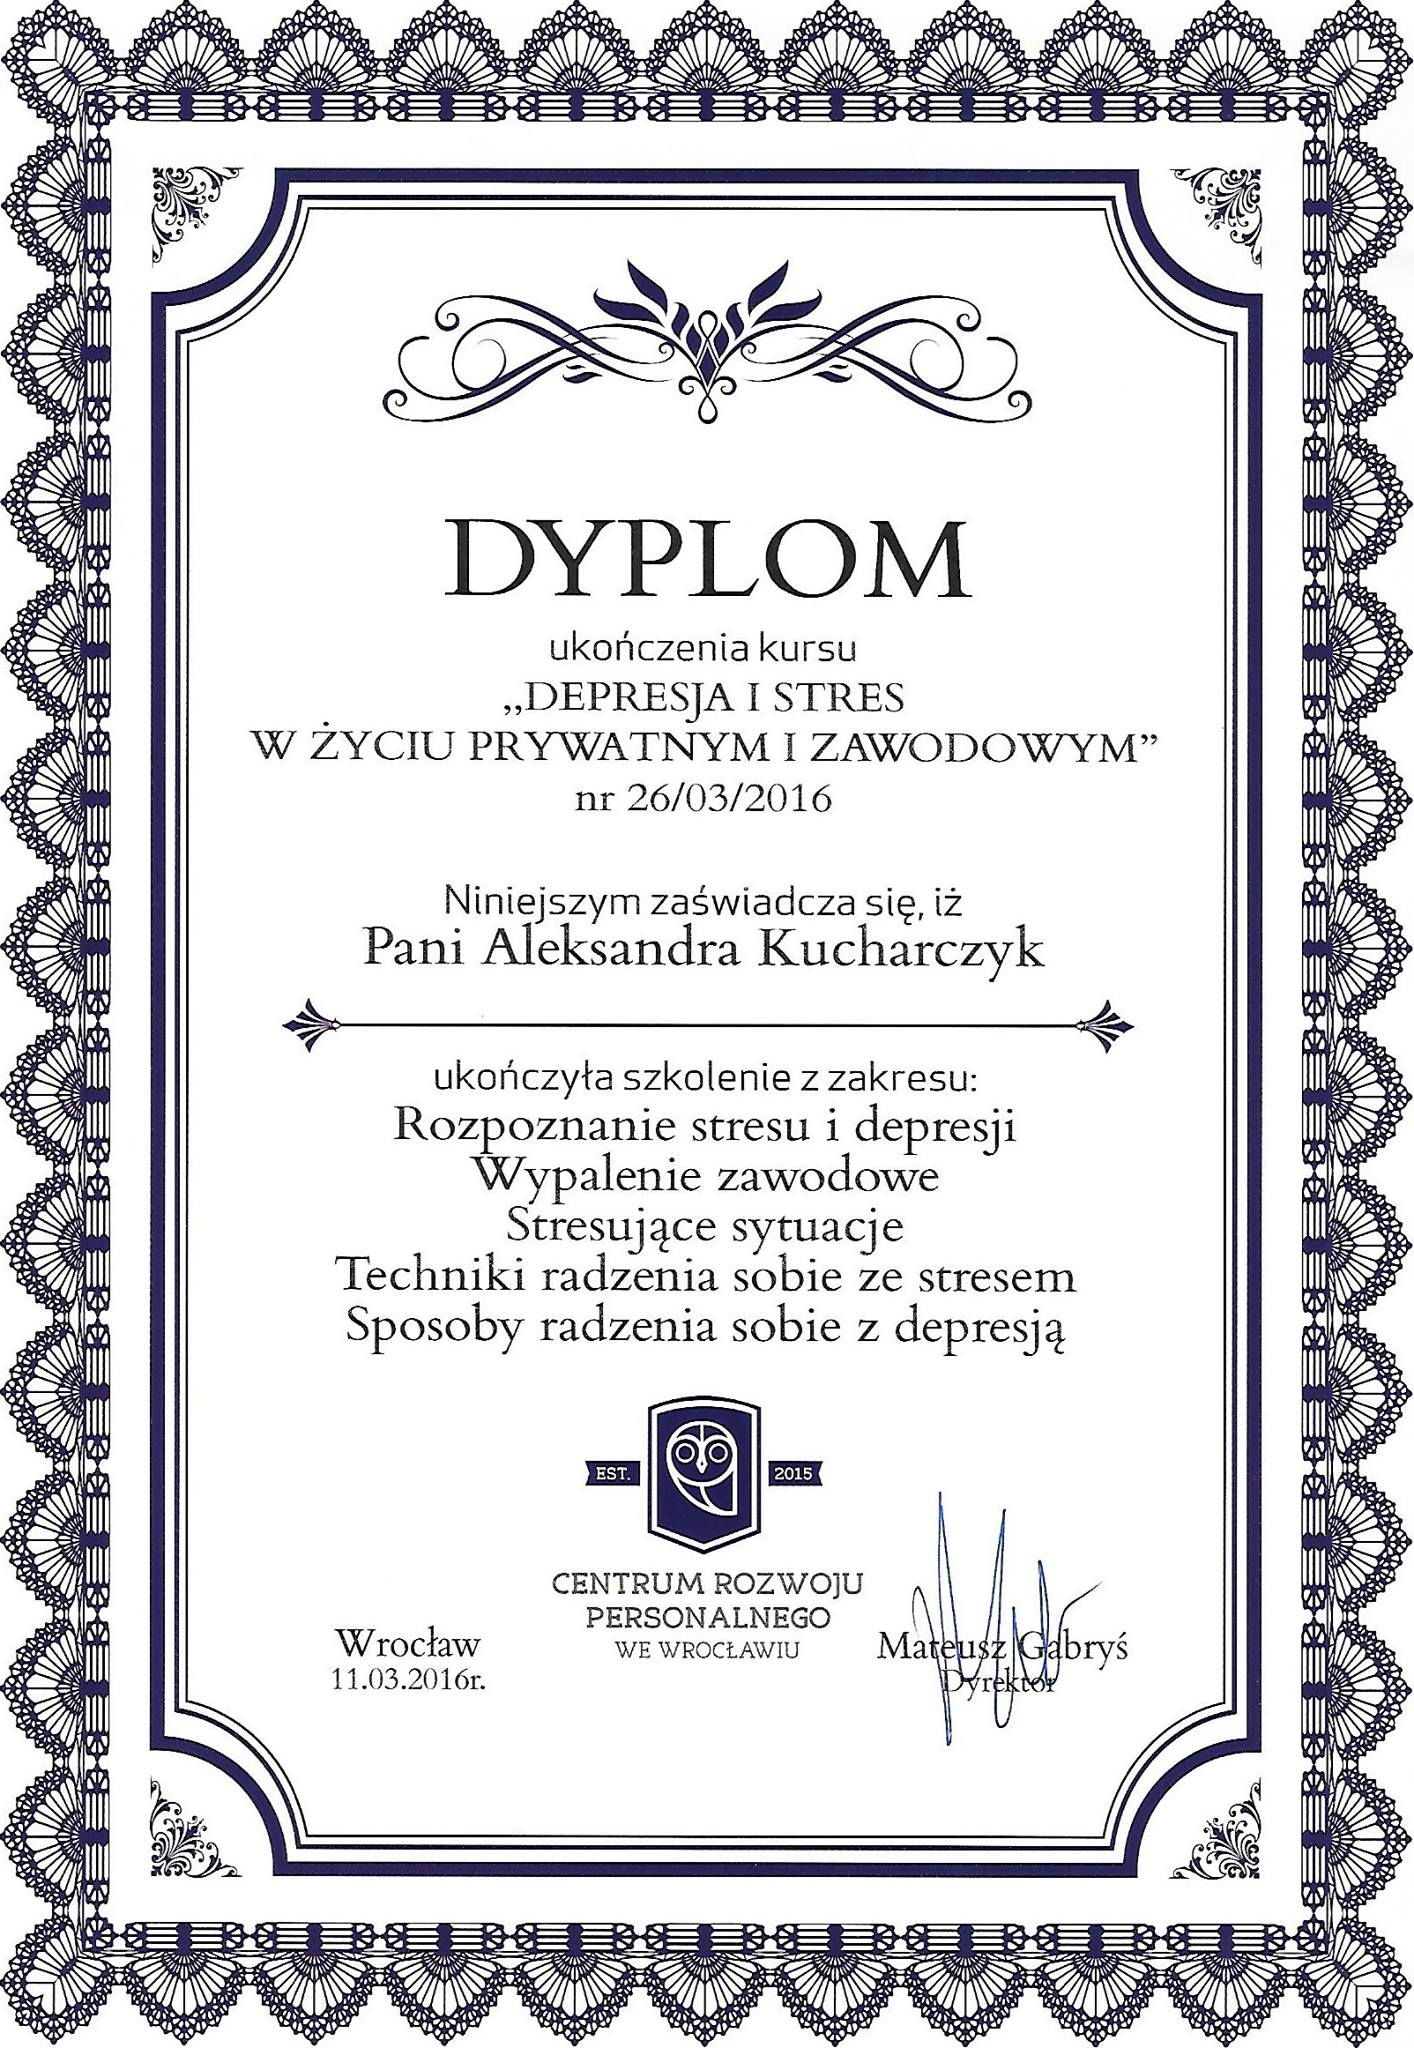 DYPLOM
ukończenia kursu
„DEPRESJA I STRES
W ŻYCIU PRYWATNYM I ZAWODOWYM”
nr 26/03/2016
Niniejszym zaświadcza się, iż
Pani Aleksandra Kucharczyk
ukończyła szkolenie z zakresu:
Rozpoznanie stresu i depresji
Wypalenie zawodowe
Stresujące sytuacje
Techniki radzenia sobie ze stresem
Sposoby radzenia sobie z depresją
EST. 2015
CENTRUM ROZWOJU
PERSONALNEGO
WE WROCŁAWIU
Wrocław
11.03.2016r.
Mateusz Gabryś
Dyrektor